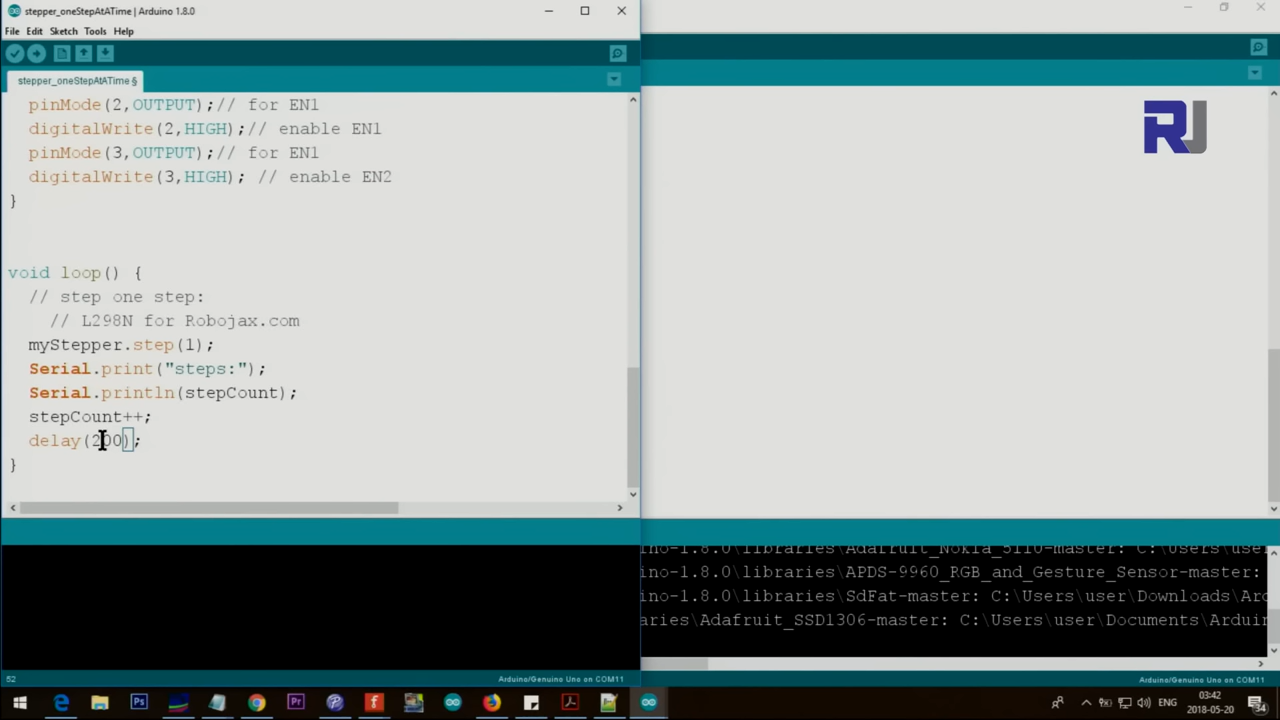 stepper_oneStepAtATime | Arduino 1.8.0
File Edit Sketch Tools Help
stepper_oneStepAtATime §
pinMode(2,OUTPUT);// for EN1
digitalWrite(2,HIGH);// enable EN1
pinMode(3,OUTPUT);// for EN1
digitalWrite(3,HIGH); // enable EN2
}
void loop() {
// step one step:
// L298N for Robojax.com
myStepper.step(1);
Serial.print("steps:");
Serial.println(stepCount);
stepCount++;
delay(200);
}
52
Arduino/Genuino Uno on COM11
RJ
ino-1.8.0\libraries\Adafruit_Nokia_5110-master: C:\Users\use
ino-1.8.0\libraries\APDS-9960_RGB_and_Gesture_Sensor-master:
ino-1.8.0\libraries\SdFat-master: C:\Users\user\Downloads\Ard
aries\Adafruit_SSD1306-master: C:\Users\user\Documents\Arduin
Arduino/Genuino Uno on COM11
ENG
03:42
2018-05-20
34